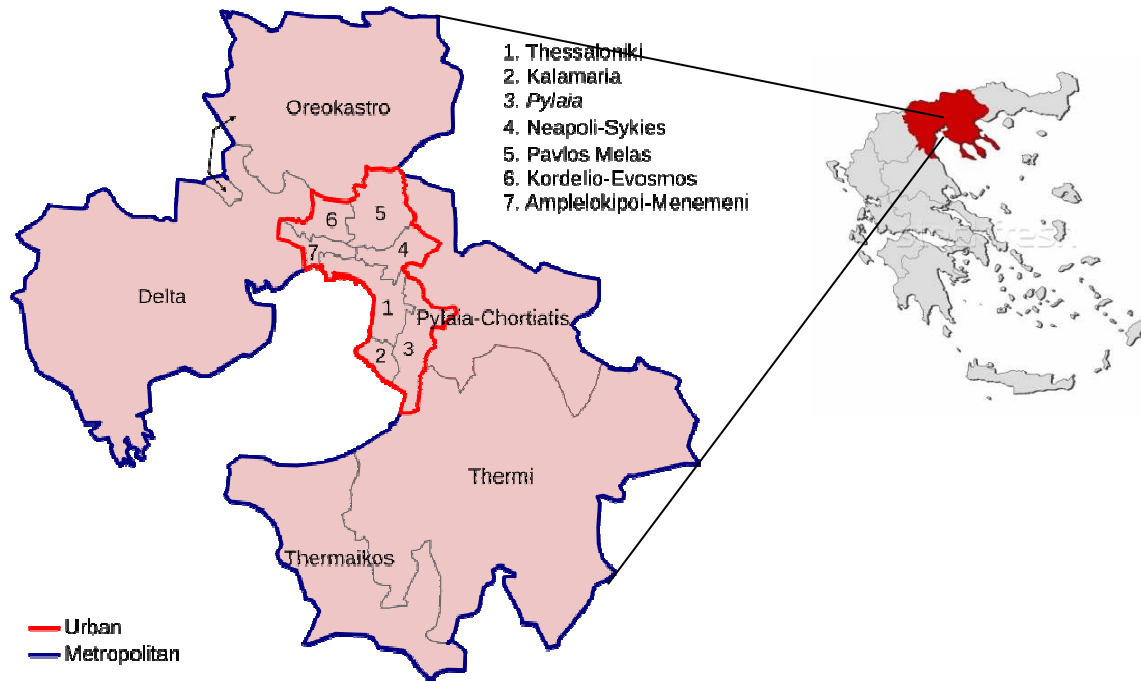 1. Thessaloniki
2. Kalamaria
3. Pylaia
4. Neapoli-Sykies
5. Pavlos Melas
6. Kordelio-Evosmos
7. Amplelokipoi-Menemeni
Oreokastro
5
6
4
7
Delta
1
Pylaia-Chortiatis
2
3
Thermi
Thermaikos
Urban
Metropolitan